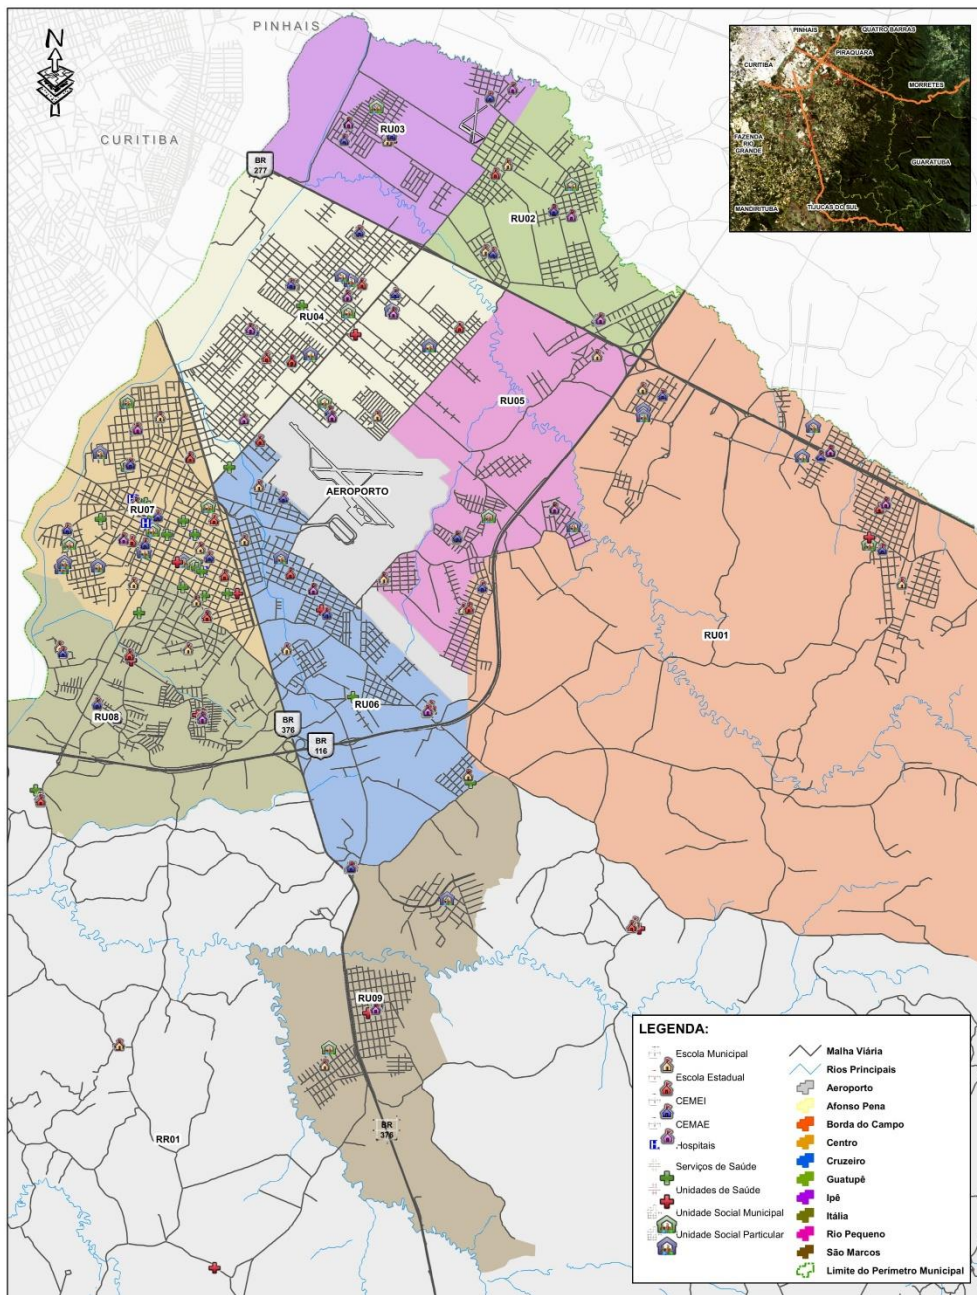 PINHAIS
N
CURITIBA
PINHAIS
QUATRO BARRAS
CURITIBA
PIRAQUARA
MORRETES
FAZENDA
RIO
GRANDE
GUARATUBA
MANDIRITUBA
TIJUCAS DO SUL
RU03
BR
277
RU02
RU04
RU05
AEROPORTO
RU07
H
RU01
RU06
RU08
BR
376
BR
116
RU09
BR
376
RR01
LEGENDA:
Escola Municipal
Escola Estadual
CEMEI
CEMAE
H
Hospitais
Serviços de Saúde
Unidades de Saúde
Unidade Social Municipal
Unidade Social Particular
Malha Viária
Rios Principais
Aeroporto
Afonso Pena
Borda do Campo
Centro
Cruzeiro
Guatupê
Ipê
Itália
Rio Pequeno
São Marcos
Limite do Perímetro Municipal